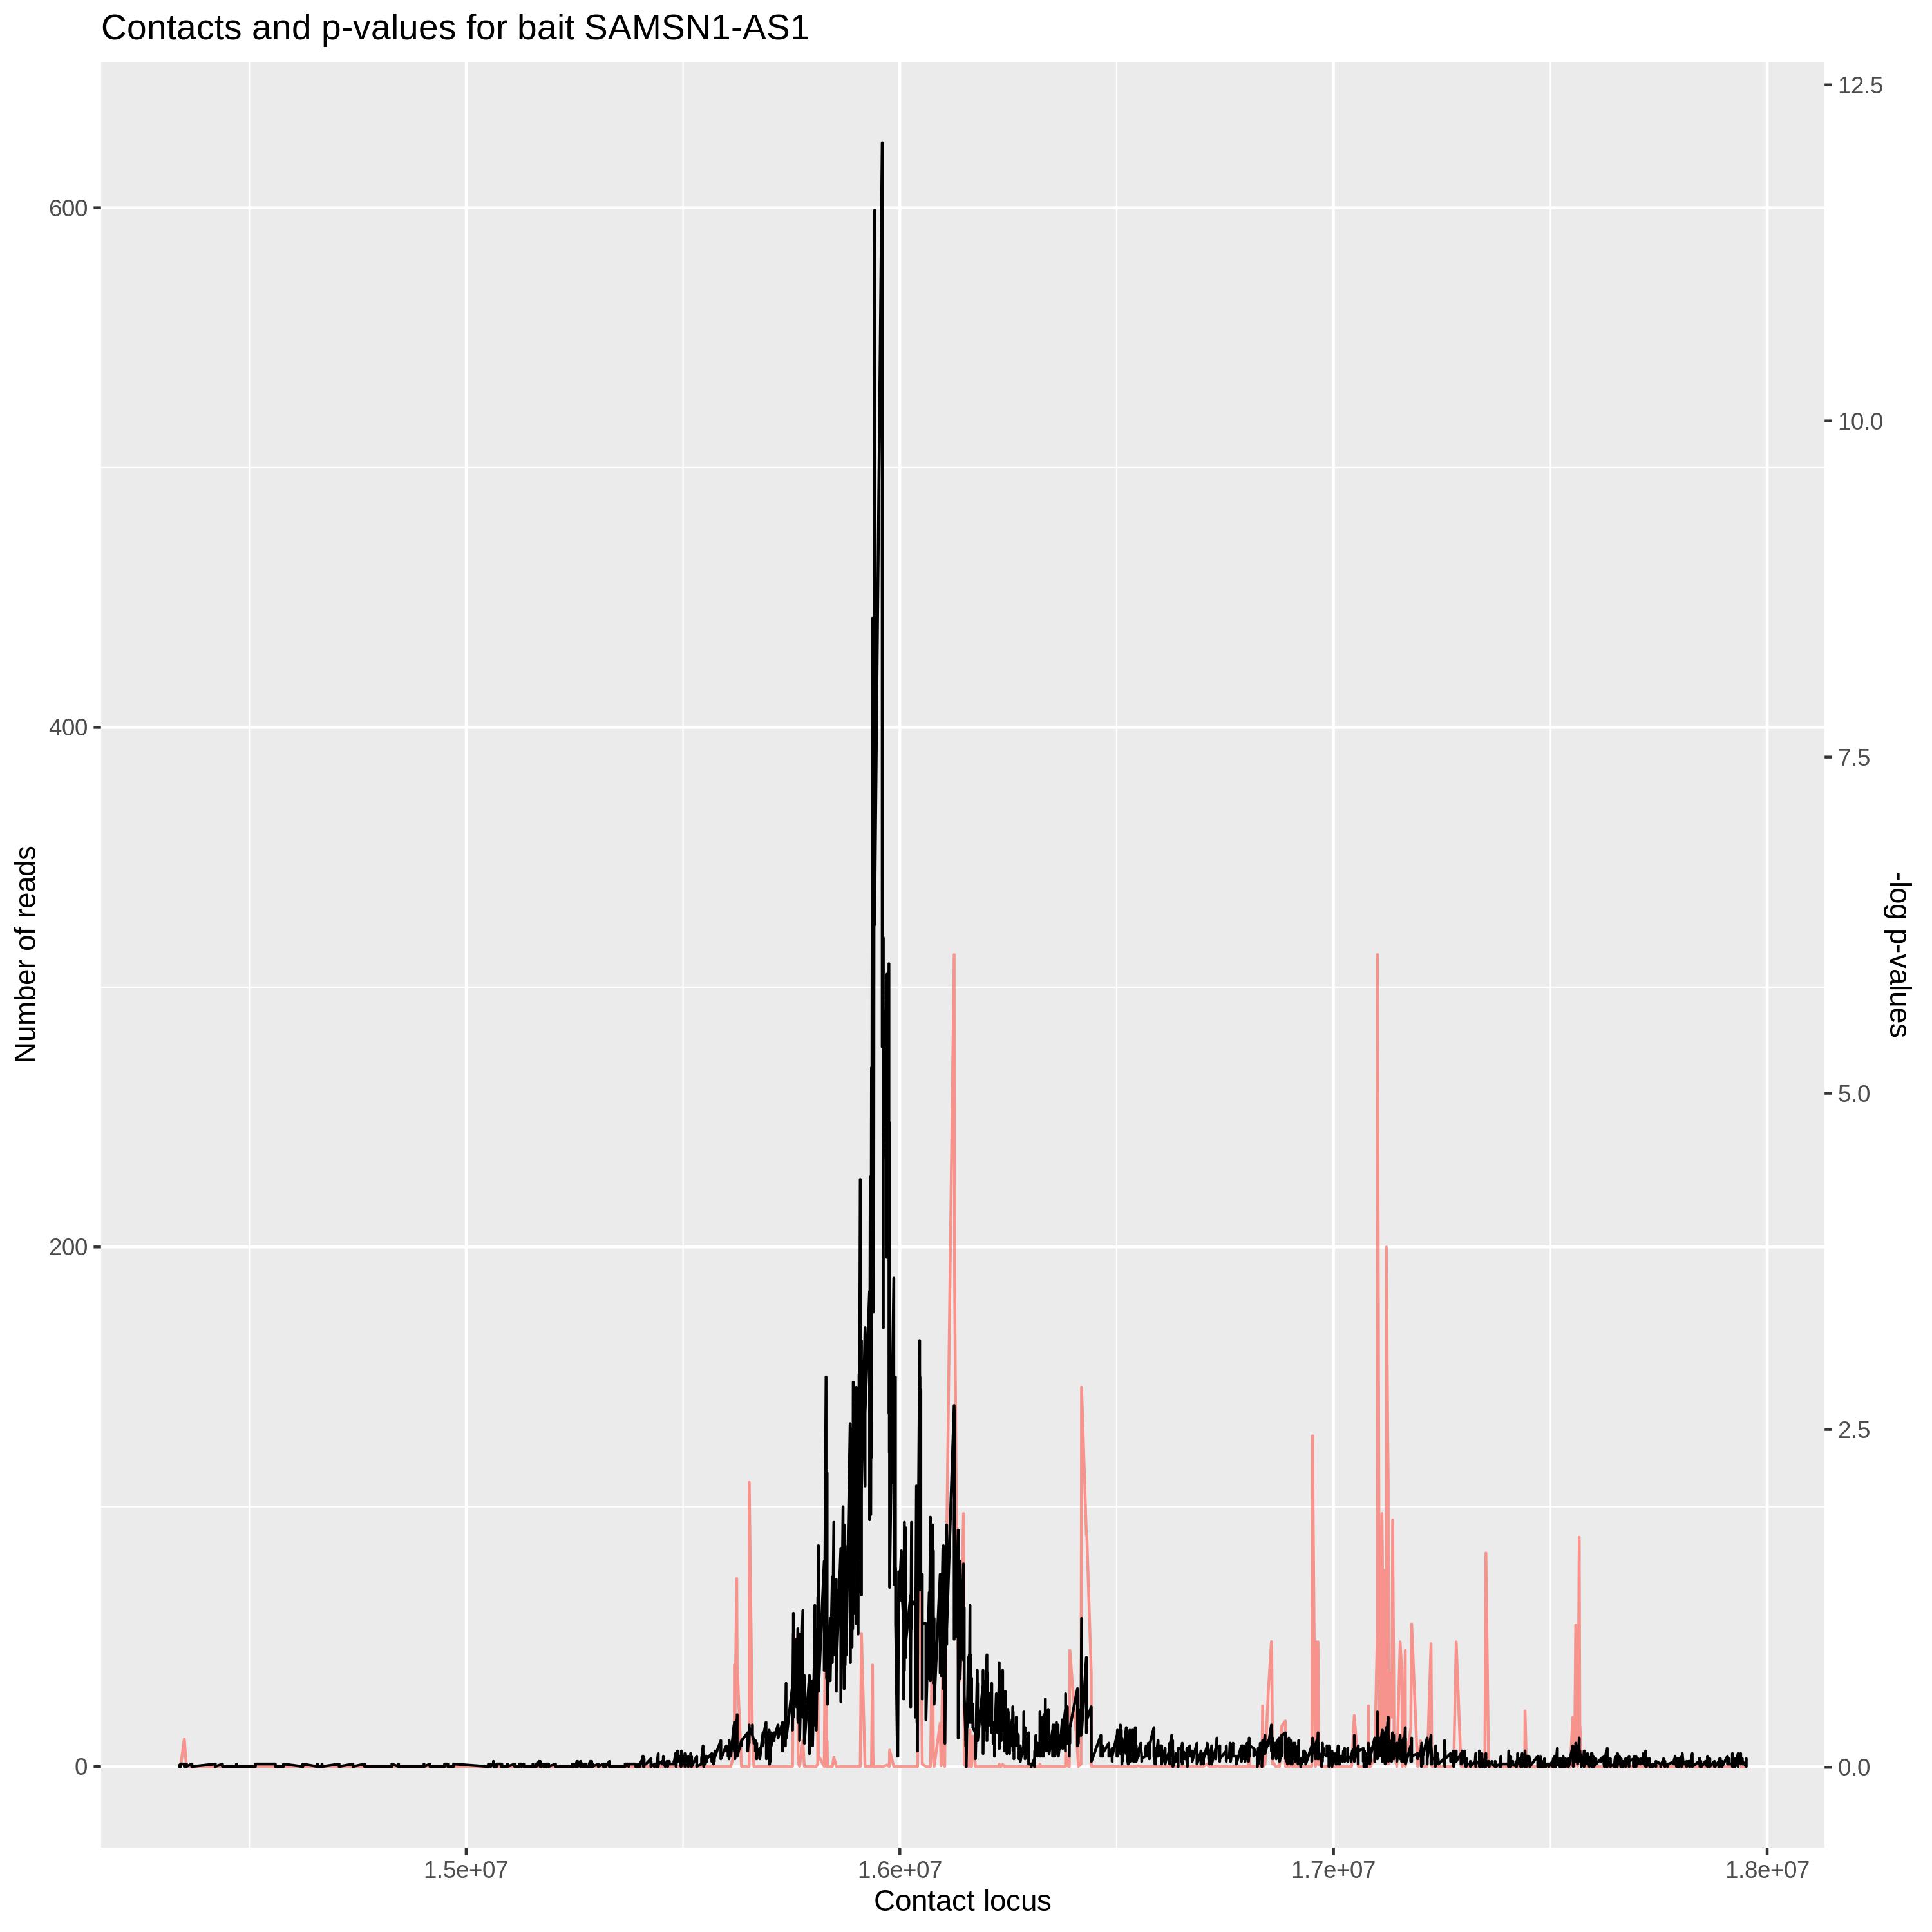 Contacts and p-values for bait SAMSN1-AS1
12.5
600
10.0
400
7.5
Number of reads
-log p-values
5.0
200
2.5
0
0.0
1.5e+07
1.6e+07
1.7e+07
1.8e+07
Contact locus